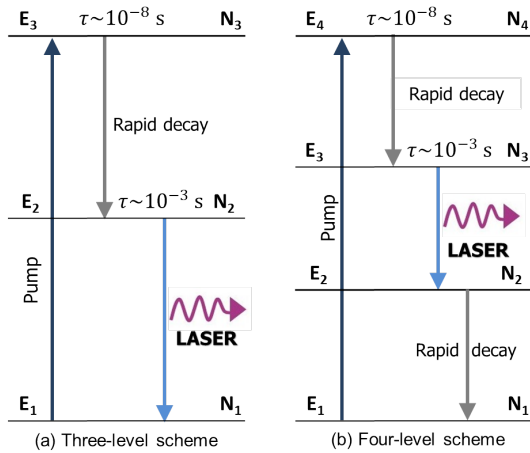 E₃ τ~10⁻⁸ s N₃
Rapid decay
E₂ τ~10⁻³ s N₂
Pump
LASER
E₁ N₁
(a) Three-level scheme
E₄ τ~10⁻⁸ s N₄
Rapid decay
E₃ τ~10⁻³ s N₃
Pump
LASER
E₂ N₂
Rapid decay
E₁ N₁
(b) Four-level scheme